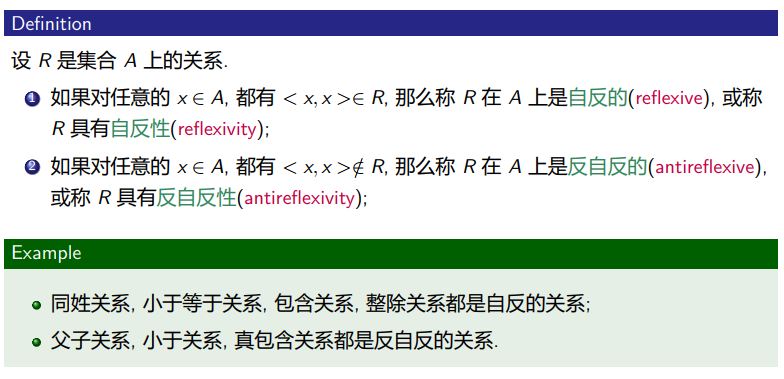 Definition
设 R 是集合 A 上的关系.
1 如果对任意的 x ∈ A, 都有 < x, x >∈ R, 那么称 R 在 A 上是自反的(reflexive), 或称
R 具有自反性(reflexivity);
2 如果对任意的 x ∈ A, 都有 < x, x >∉ R, 那么称 R 在 A 上是反自反的(antireflexive),
或称 R 具有反自反性(antireflexivity);
Example
同姓关系, 小于等于关系, 包含关系, 整除关系都是自反的关系;
父子关系, 小于关系, 真包含关系都是反自反的关系.